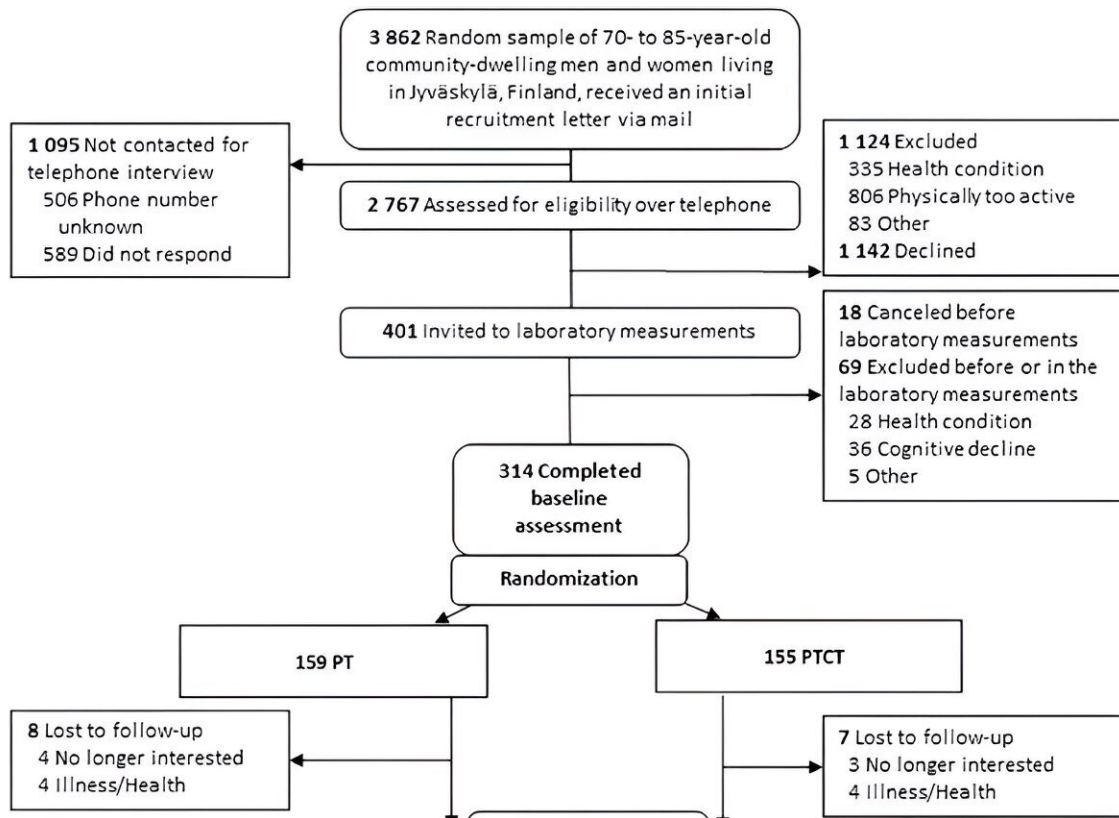 3 862 Random sample of 70- to 85-year-old
community-dwelling men and women living
in Jyväskylä, Finland, received an initial
recruitment letter via mail
1 095 Not contacted for
telephone interview
506 Phone number
unknown
589 Did not respond
2 767 Assessed for eligibility over telephone
1 124 Excluded
335 Health condition
806 Physically too active
83 Other
1 142 Declined
401 Invited to laboratory measurements
18 Canceled before
laboratory measurements
69 Excluded before or in the
laboratory measurements
28 Health condition
36 Cognitive decline
5 Other
314 Completed
baseline
assessment
Randomization
159 PT
155 PTCT
8 Lost to follow-up
4 No longer interested
4 Illness/Health
7 Lost to follow-up
3 No longer interested
4 Illness/Health